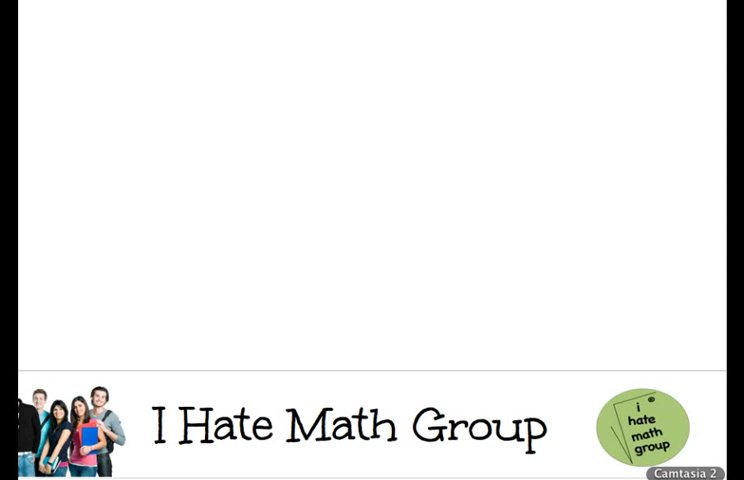 I Hate Math Group
i
hate
math
group
Camtasia 2